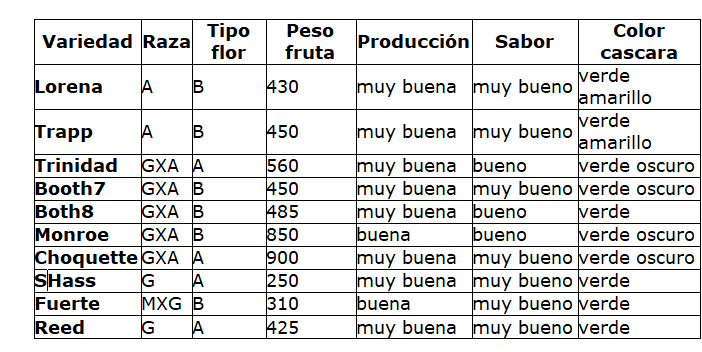 Variedad Raza Tipo flor Peso fruta Producción Sabor Color cascara
Lorena A B 430 muy buena muy bueno verde amarillo
Trapp A B 450 muy buena muy bueno verde amarillo
Trinidad GXA A 560 muy buena bueno verde oscuro
Booth7 GXA B 450 muy buena muy bueno verde oscuro
Both8 GXA B 485 muy buena bueno verde
Monroe GXA B 850 buena bueno verde oscuro
Choquette GXA A 900 muy buena muy bueno verde oscuro
SHass G A 250 muy buena muy bueno verde
Fuerte MXG B 310 buena muy bueno verde
Reed G A 425 muy buena muy bueno verde